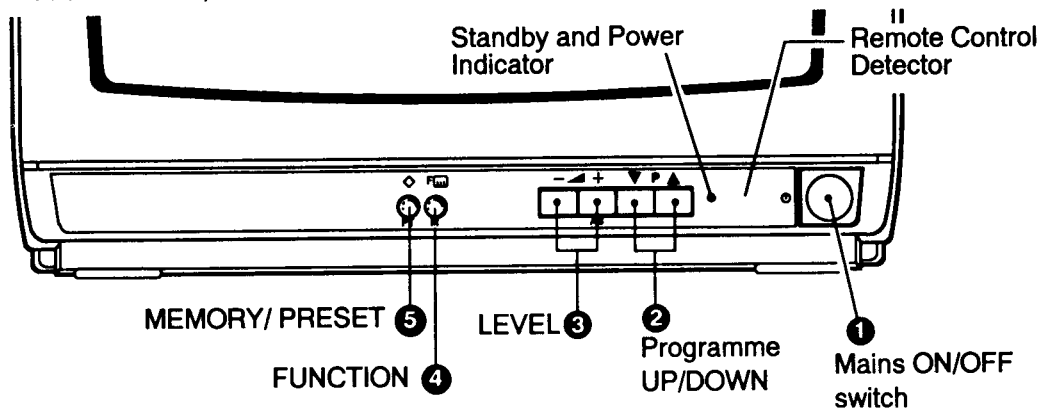 Standby and Power
Indicator
Remote Control
Detector
F
− +
P
MEMORY/ PRESET 5
LEVEL 3
2
Programme
UP/DOWN
1
Mains ON/OFF
switch
FUNCTION 4